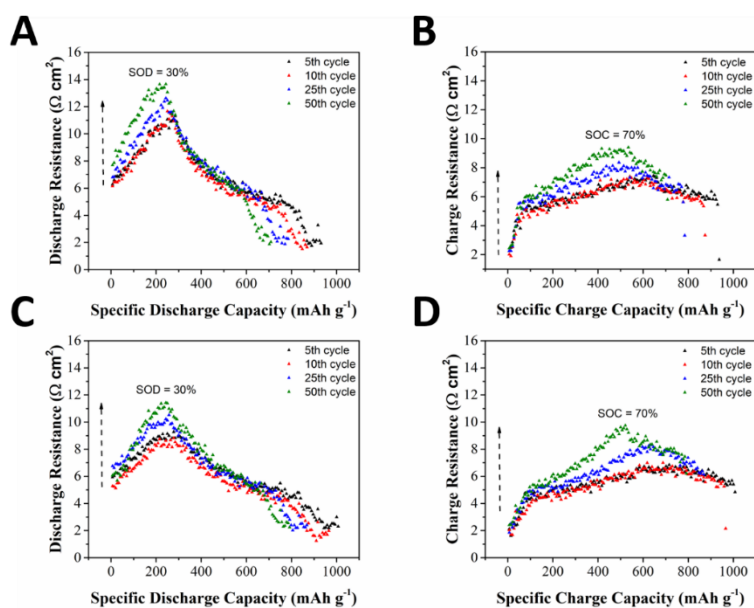 A
Discharge Resistance (Ω cm²)
16
14
12
10
8
6
4
2
0
SOD = 30%
5th cycle
10th cycle
25th cycle
50th cycle
0 200 400 600 800 1000
Specific Discharge Capacity (mAh g⁻¹)
B
Charge Resistance (Ω cm²)
16
14
12
10
8
6
4
2
0
SOC = 70%
5th cycle
10th cycle
25th cycle
50th cycle
0 200 400 600 800 1000
Specific Charge Capacity (mAh g⁻¹)
C
Discharge Resistance (Ω cm²)
16
14
12
10
8
6
4
2
0
SOD = 30%
5th cycle
10th cycle
25th cycle
50th cycle
0 200 400 600 800 1000
Specific Discharge Capacity (mAh g⁻¹)
D
Charge Resistance (Ω cm²)
16
14
12
10
8
6
4
2
0
SOC = 70%
5th cycle
10th cycle
25th cycle
50th cycle
0 200 400 600 800 1000
Specific Charge Capacity (mAh g⁻¹)